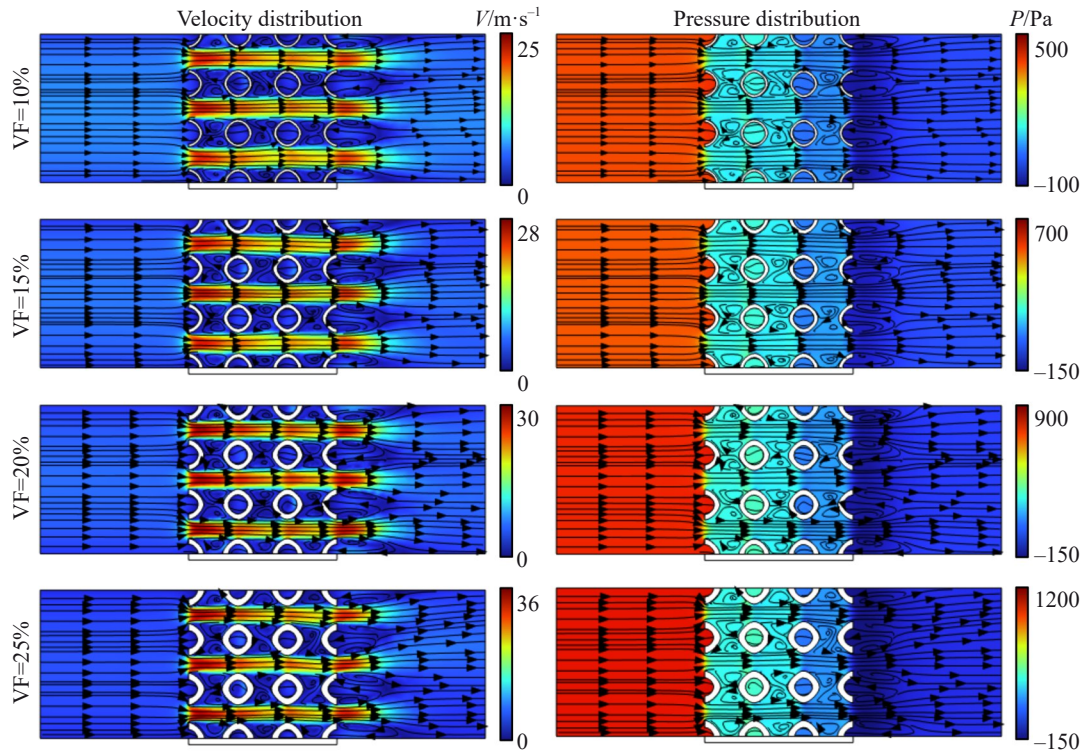 Velocity distribution V/m·s⁻¹ Pressure distribution P/Pa
VF=10% 25 0 500 –100
VF=15% 28 0 700 –150
VF=20% 30 0 900 –150
VF=25% 36 0 1200 –150